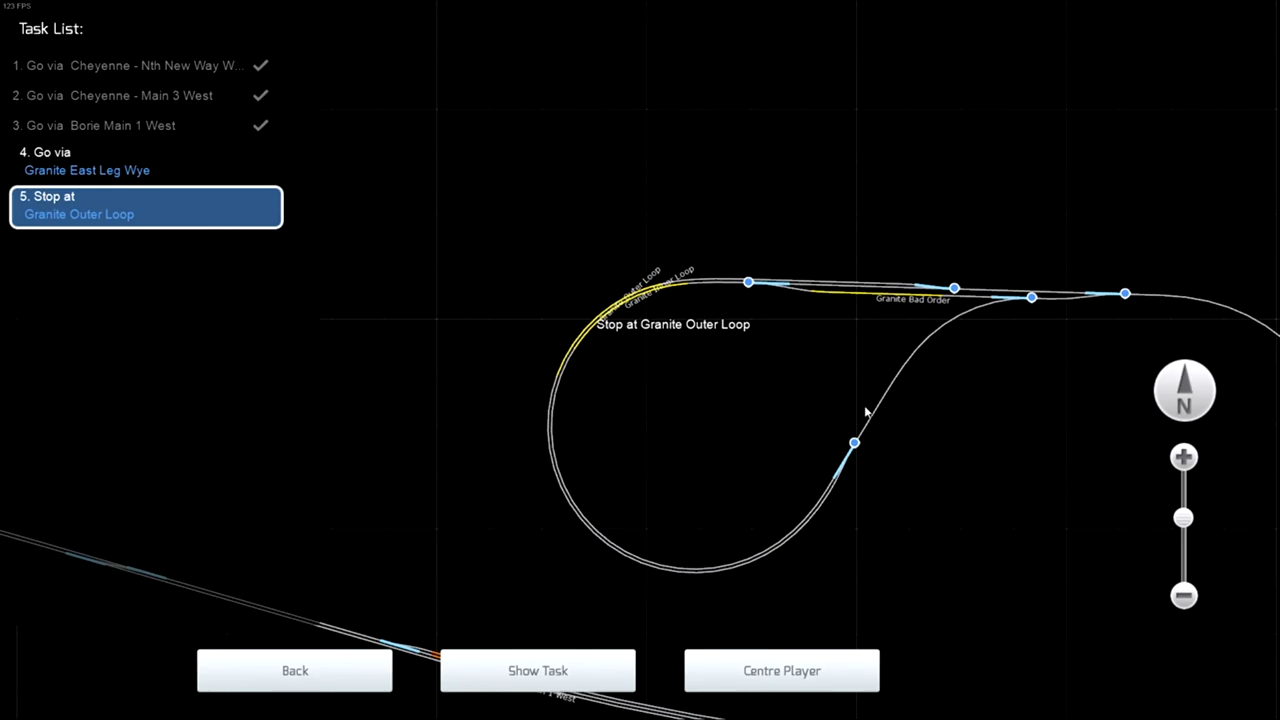 123 FPS
Task List:
1. Go via Cheyenne - Nth New Way W...
2. Go via Cheyenne - Main 3 West
3. Go via Borie Main 1 West
4. Go via
Granite East Leg Wye
5. Stop at
Granite Outer Loop
Outer Loop
Granite Loop
Granite Bad Order
Stop at Granite Outer Loop
N
Back
Show Task
Centre Player
1 West